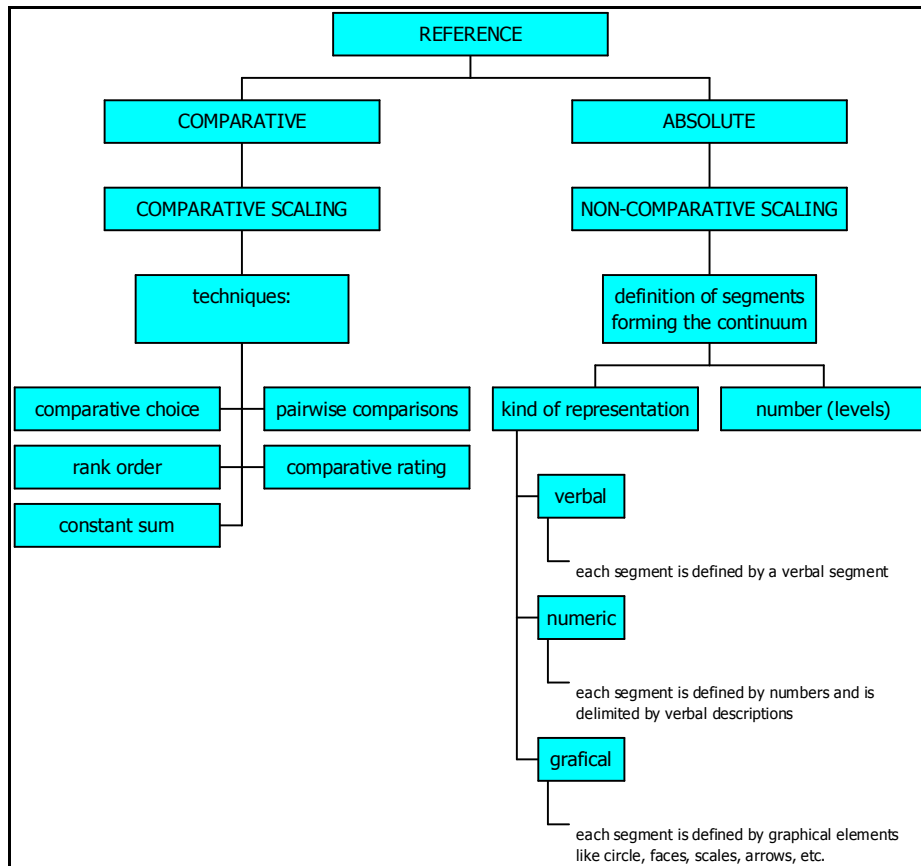 REFERENCE
COMPARATIVE
ABSOLUTE
COMPARATIVE SCALING
NON-COMPARATIVE SCALING
techniques:
definition of segments
forming the continuum
comparative choice
pairwise comparisons
kind of representation
number (levels)
rank order
comparative rating
verbal
constant sum
each segment is defined by a verbal segment
numeric
each segment is defined by numbers and is
delimited by verbal descriptions
grafical
each segment is defined by graphical elements
like circle, faces, scales, arrows, etc.